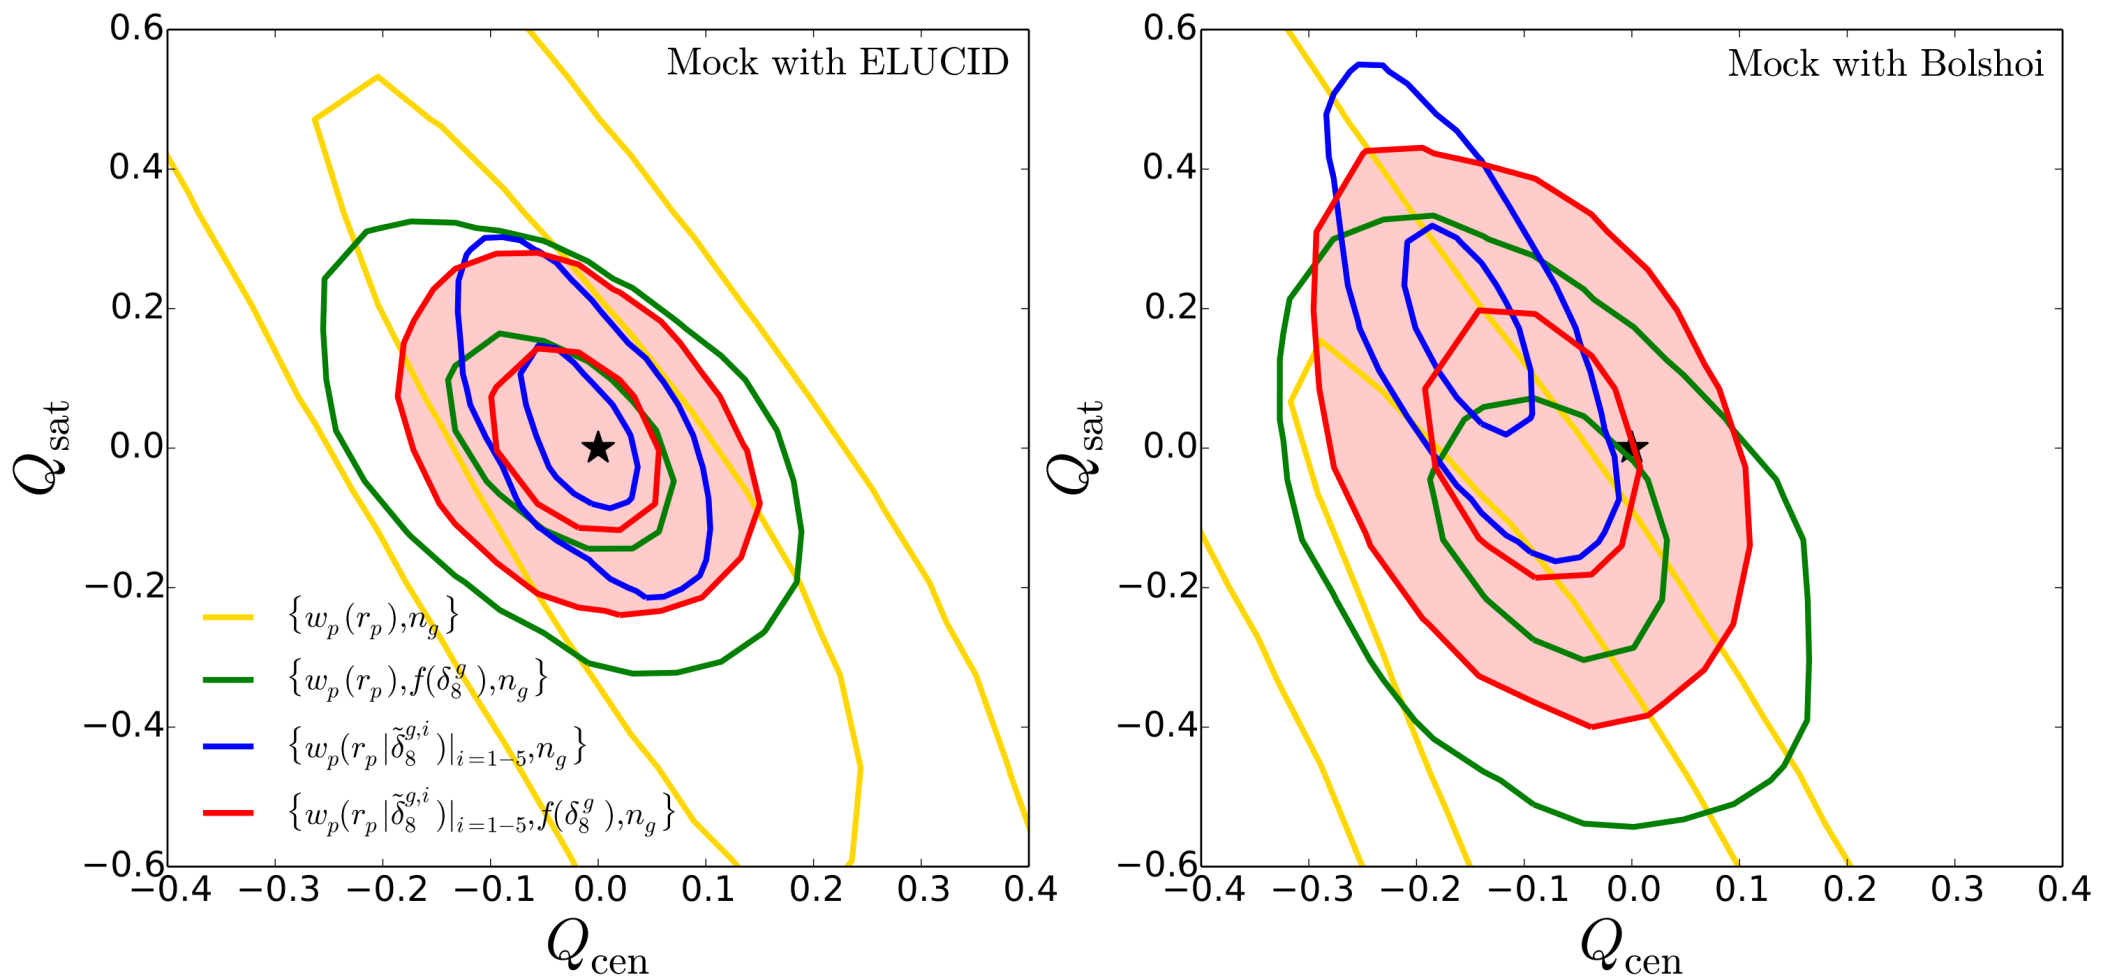 Mock with ELUCID
0.6
0.4
0.2
0.0
−0.2
−0.4
−0.6
Q_sat
{w_p(r_p),n_g}
{w_p(r_p),f(δ_8^g),n_g}
{w_p(r_p|δ̃_8^{g,i})|_{i=1−5},n_g}
{w_p(r_p|δ̃_8^{g,i})|_{i=1−5},f(δ_8^g),n_g}
−0.4 −0.3 −0.2 −0.1 0.0 0.1 0.2 0.3 0.4
Q_cen
Mock with Bolshoi
0.6
0.4
0.2
0.0
−0.2
−0.4
−0.6
Q_sat
−0.4 −0.3 −0.2 −0.1 0.0 0.1 0.2 0.3 0.4
Q_cen